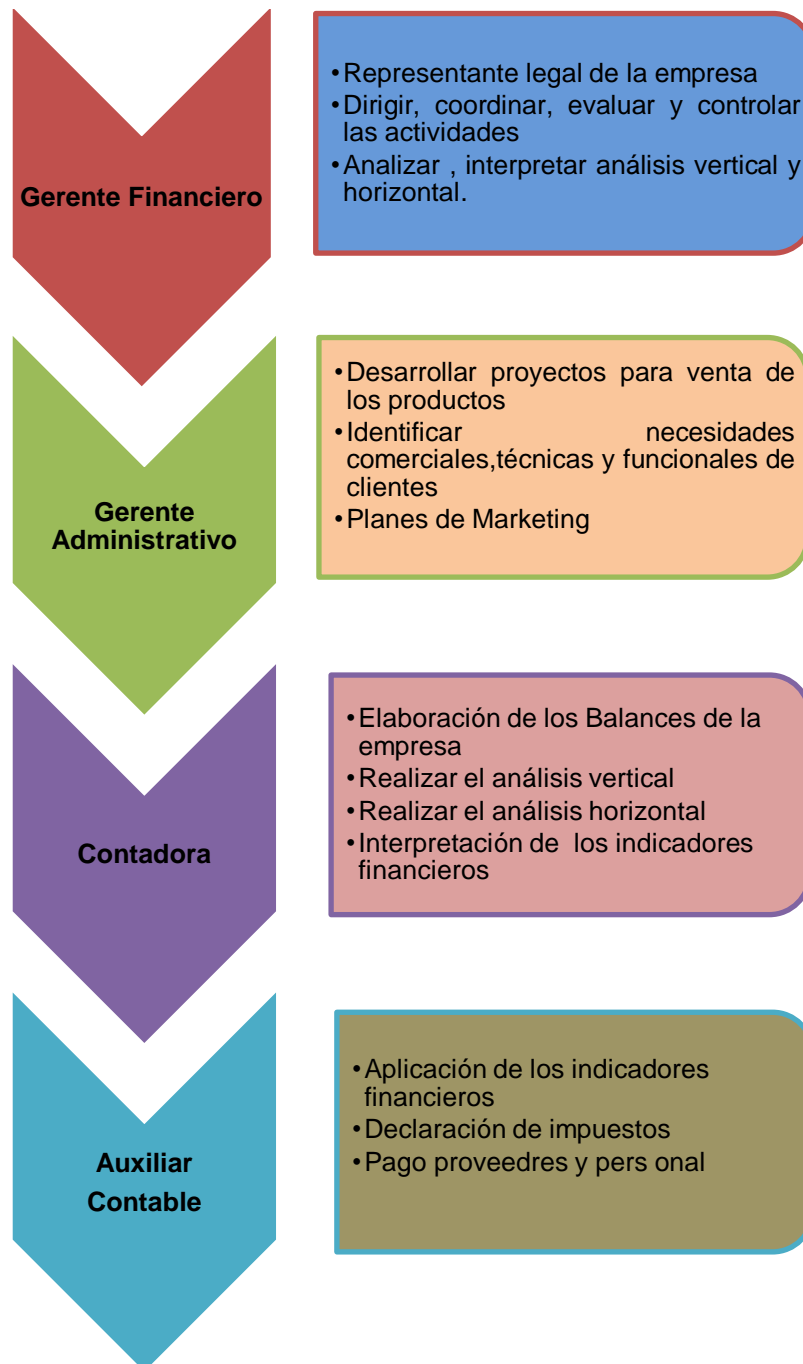 Gerente Financiero
•Representante legal de la empresa
•Dirigir, coordinar, evaluar y controlar
las actividades
•Analizar , interpretar análisis vertical y
horizontal.
Gerente
Administrativo
•Desarrollar proyectos para venta de
los productos
•Identificar necesidades
comerciales,técnicas y funcionales de
clientes
•Planes de Marketing
Contadora
•Elaboración de los Balances de la
empresa
•Realizar el análisis vertical
•Realizar el análisis horizontal
•Interpretación de los indicadores
financieros
Auxiliar
Contable
•Aplicación de los indicadores
financieros
•Declaración de impuestos
•Pago proveedres y pers onal